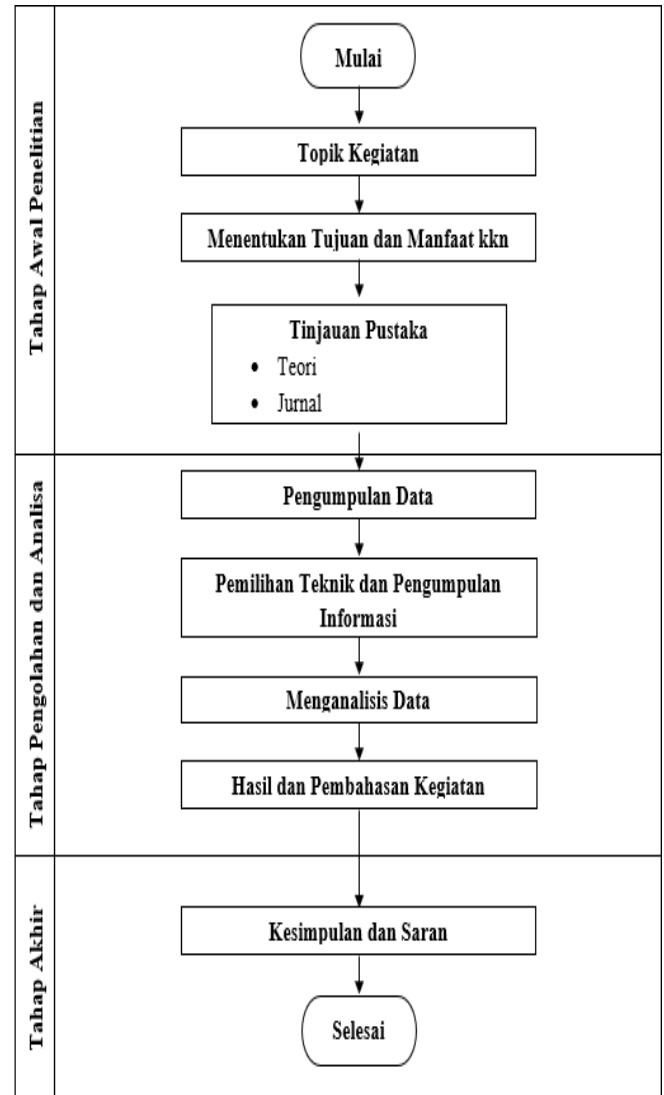 Tahap Awal Penelitian
Mulai
Topik Kegiatan
Menentukan Tujuan dan Manfaat kkn
Tinjauan Pustaka
• Teori
• Jurnal
Tahap Pengolahan dan Analisa
Pengumpulan Data
Pemilihan Teknik dan Pengumpulan
Informasi
Menganalisis Data
Hasil dan Pembahasan Kegiatan
Tahap Akhir
Kesimpulan dan Saran
Selesai